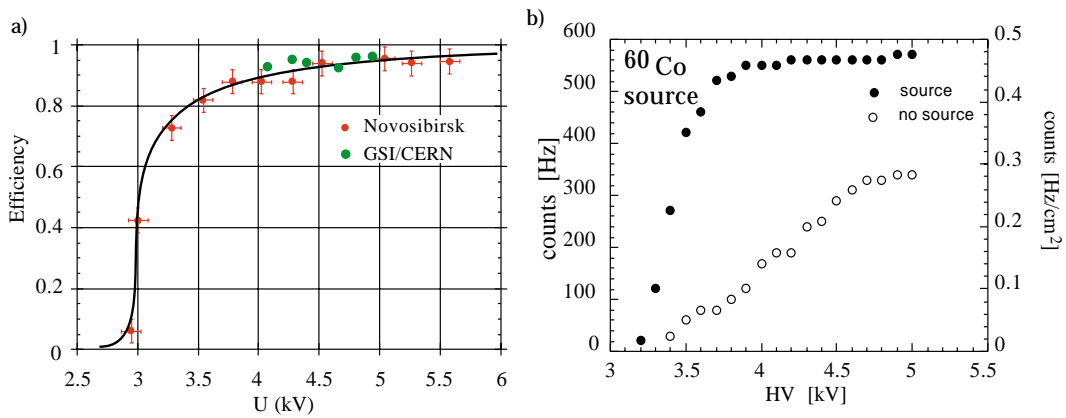 a)
1
0.8
0.6
0.4
0.2
0
Efficiency
2.5 3 3.5 4 4.5 5 5.5 6
U (kV)
Novosibirsk
GSI/CERN
b)
600
500
400
300
200
100
0
counts [Hz]
60Co
source
source
no source
0.5
0.4
0.3
0.2
0.1
0
counts [Hz/cm2]
3 3.5 4 4.5 5 5.5
HV [kV]